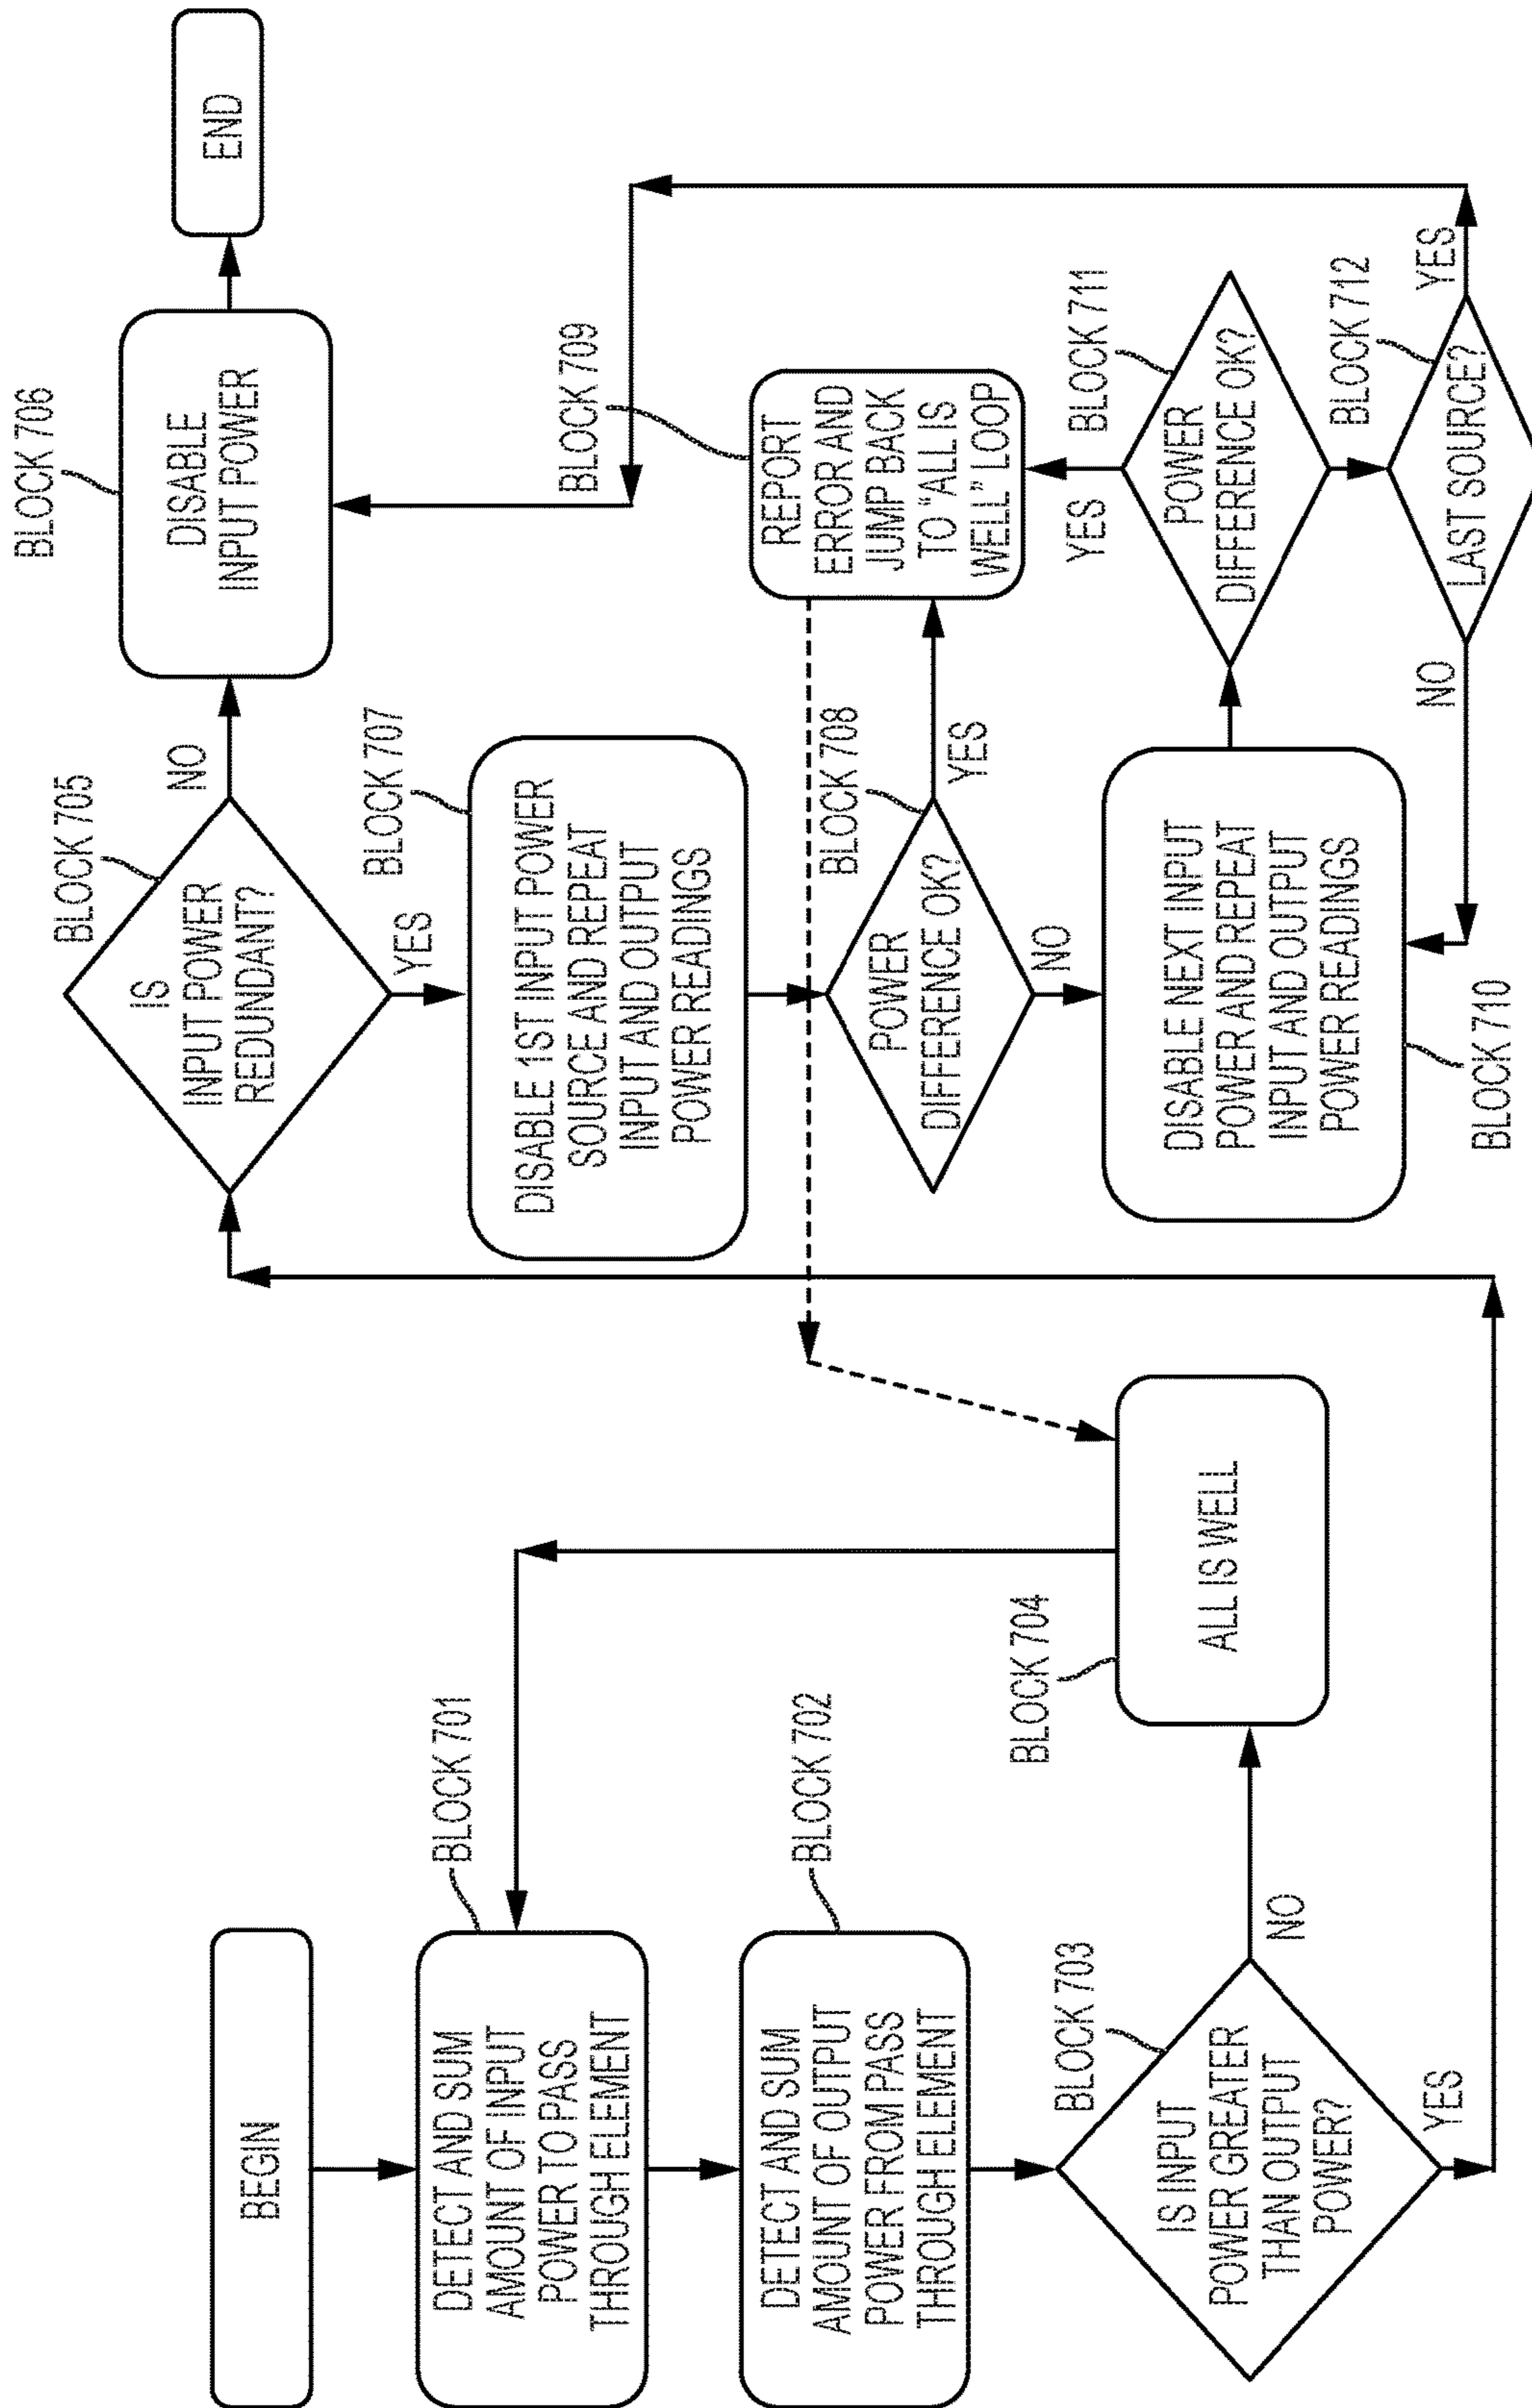 BEGIN
BLOCK 701
DETECT AND SUM
AMOUNT OF INPUT
POWER TO PASS
THROUGH ELEMENT
BLOCK 702
DETECT AND SUM
AMOUNT OF OUTPUT
POWER FROM PASS
THROUGH ELEMENT
BLOCK 703
IS INPUT
POWER GREATER
THAN OUTPUT
POWER?
NO
YES
BLOCK 704
ALL IS WELL
BLOCK 705
IS
INPUT POWER
REDUNDANT?
NO
YES
BLOCK 706
DISABLE
INPUT POWER
END
BLOCK 707
DISABLE 1ST INPUT POWER
SOURCE AND REPEAT
INPUT AND OUTPUT
POWER READINGS
BLOCK 708
POWER
DIFFERENCE OK?
YES
NO
BLOCK 709
REPORT
ERROR AND
JUMP BACK
TO “ALL IS
WELL” LOOP
DISABLE NEXT INPUT
POWER AND REPEAT
INPUT AND OUTPUT
POWER READINGS
BLOCK 710
BLOCK 711
POWER
DIFFERENCE OK?
YES
BLOCK 712
LAST SOURCE?
NO
YES